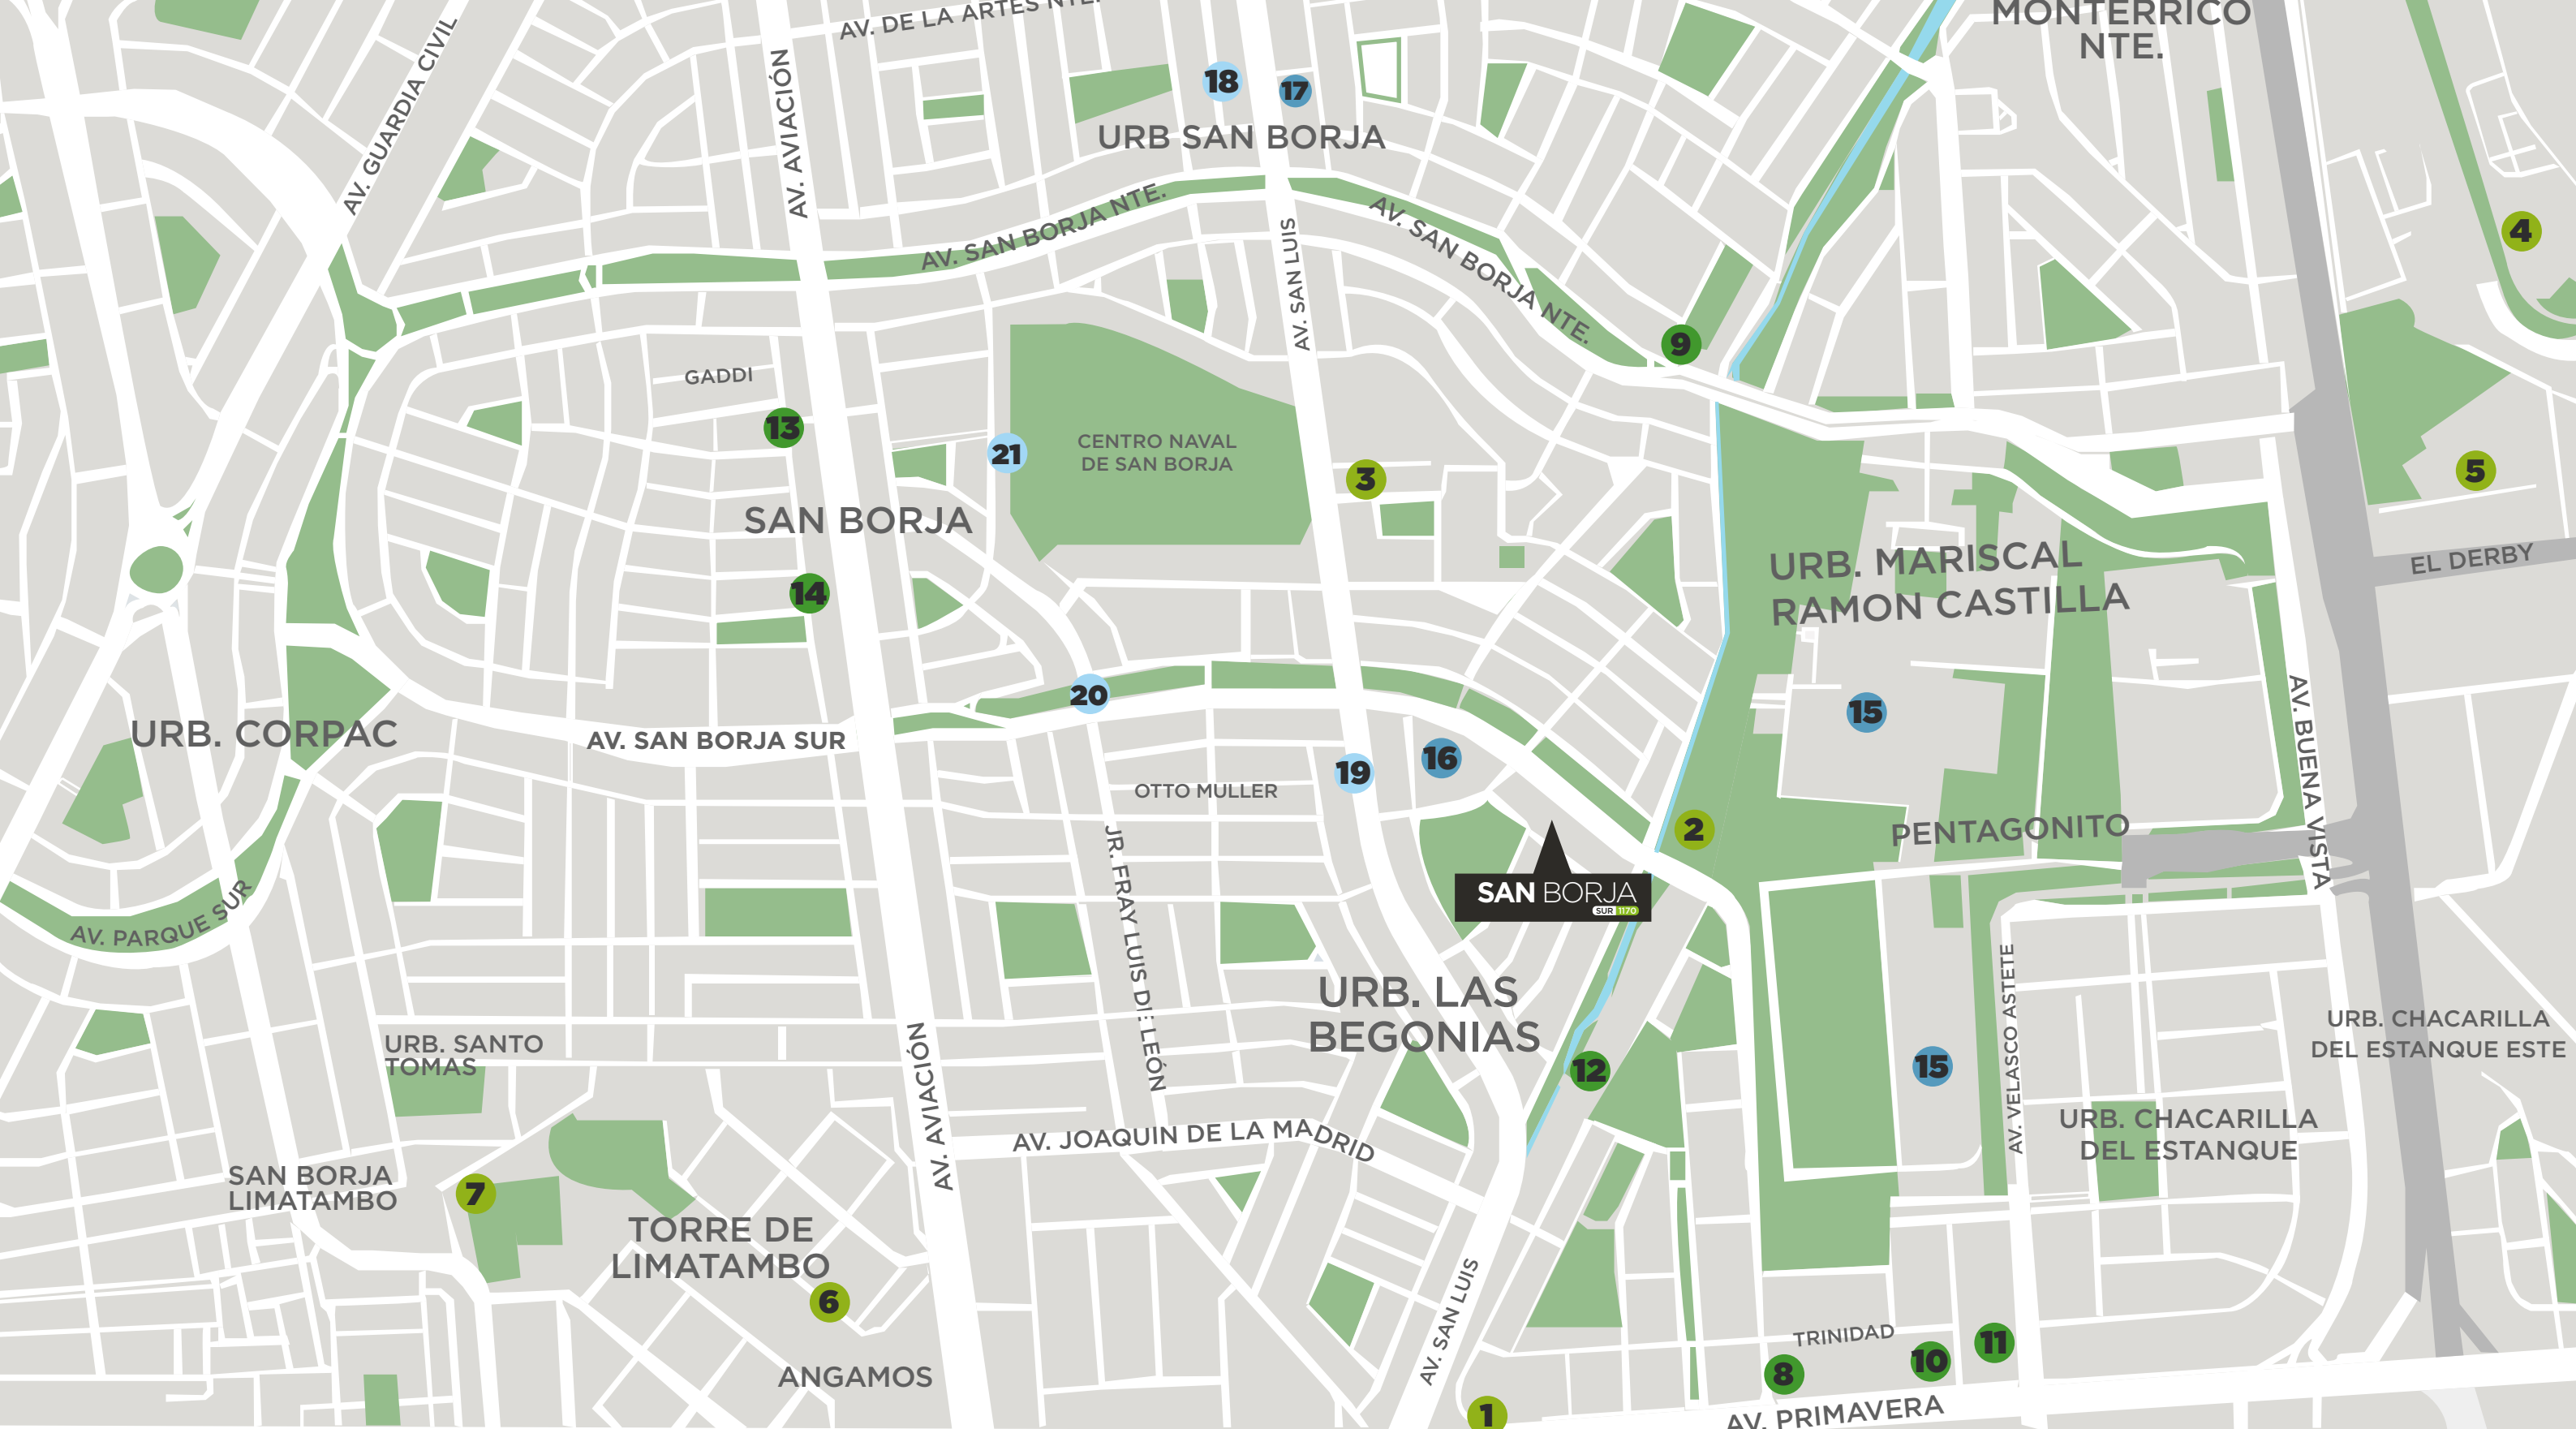 AV. DE LA ARTES NTE.
MONTERRICO
NTE.
AV. GUARDIA CIVIL
AV. AVIACIÓN
18
17
URB SAN BORJA
AV. SAN BORJA NTE.
AV. SAN LUIS
AV. SAN BORJA NTE.
4
9
GADDI
13
21
CENTRO NAVAL
DE SAN BORJA
3
5
SAN BORJA
14
URB. MARISCAL
RAMON CASTILLA
EL DERBY
20
15
URB. CORPAC
AV. SAN BORJA SUR
19
16
OTTO MULLER
AV. BUENA VISTA
2
PENTAGONITO
SAN BORJA
SUR 1170
AV. PARQUE SUR
JR. FRAY LUIS DE LEÓN
URB. LAS
BEGONIAS
AV. VELASCO ASTETE
URB. CHACARILLA
DEL ESTANQUE ESTE
URB. SANTO
TOMAS
12
15
AV. AVIACIÓN
AV. JOAQUIN DE LA MADRID
URB. CHACARILLA
DEL ESTANQUE
SAN BORJA
LIMATAMBO
7
TORRE DE
LIMATAMBO
6
AV. SAN LUIS
TRINIDAD
11
10
8
ANGAMOS
1
AV. PRIMAVERA